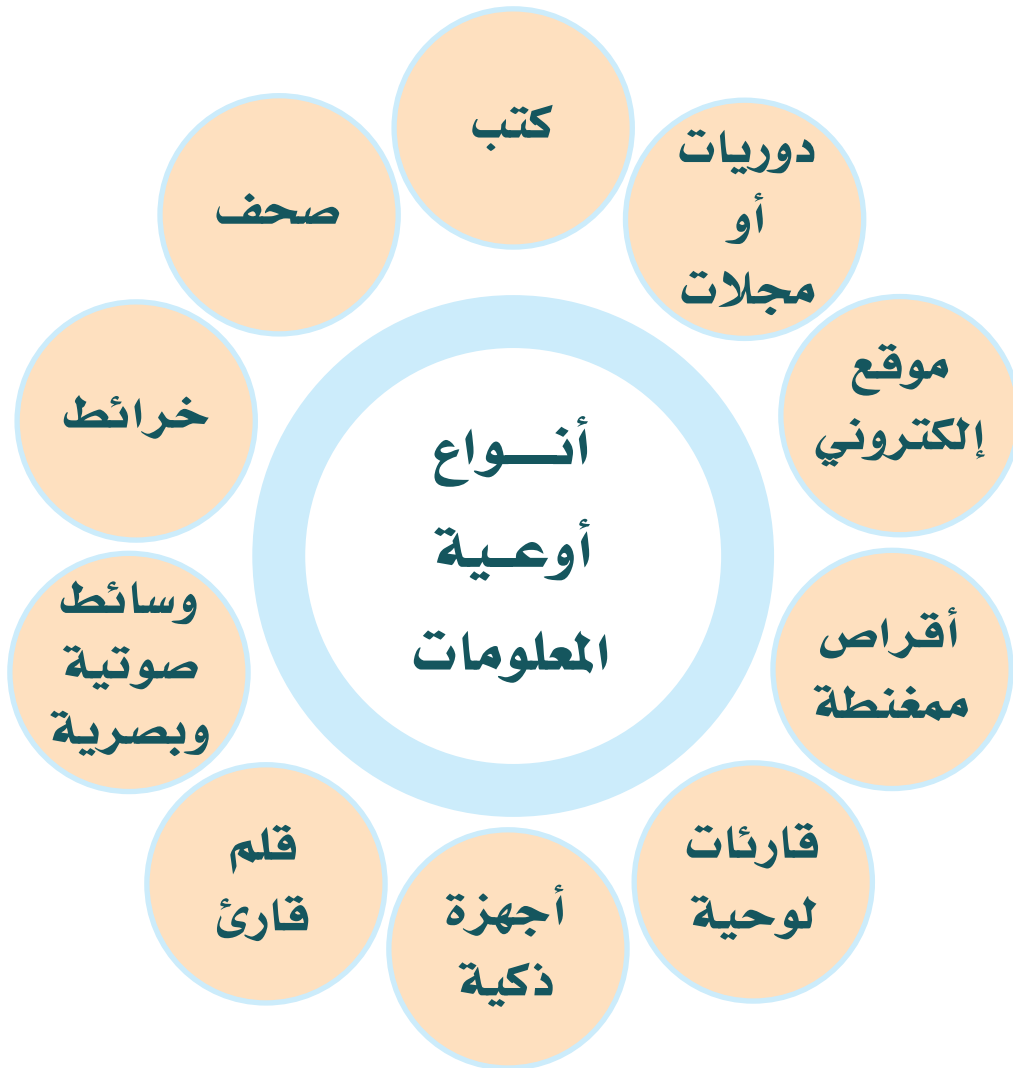 أنـــواع
أوعـية
المعلومات
كتب
دوريات
أو
مجلات
موقع
إلكتروني
أقراص
ممغنطة
قارئات
لوحية
أجهزة
ذكية
قلم
قارئ
وسائط
صوتية
وبصرية
خرائط
صحف